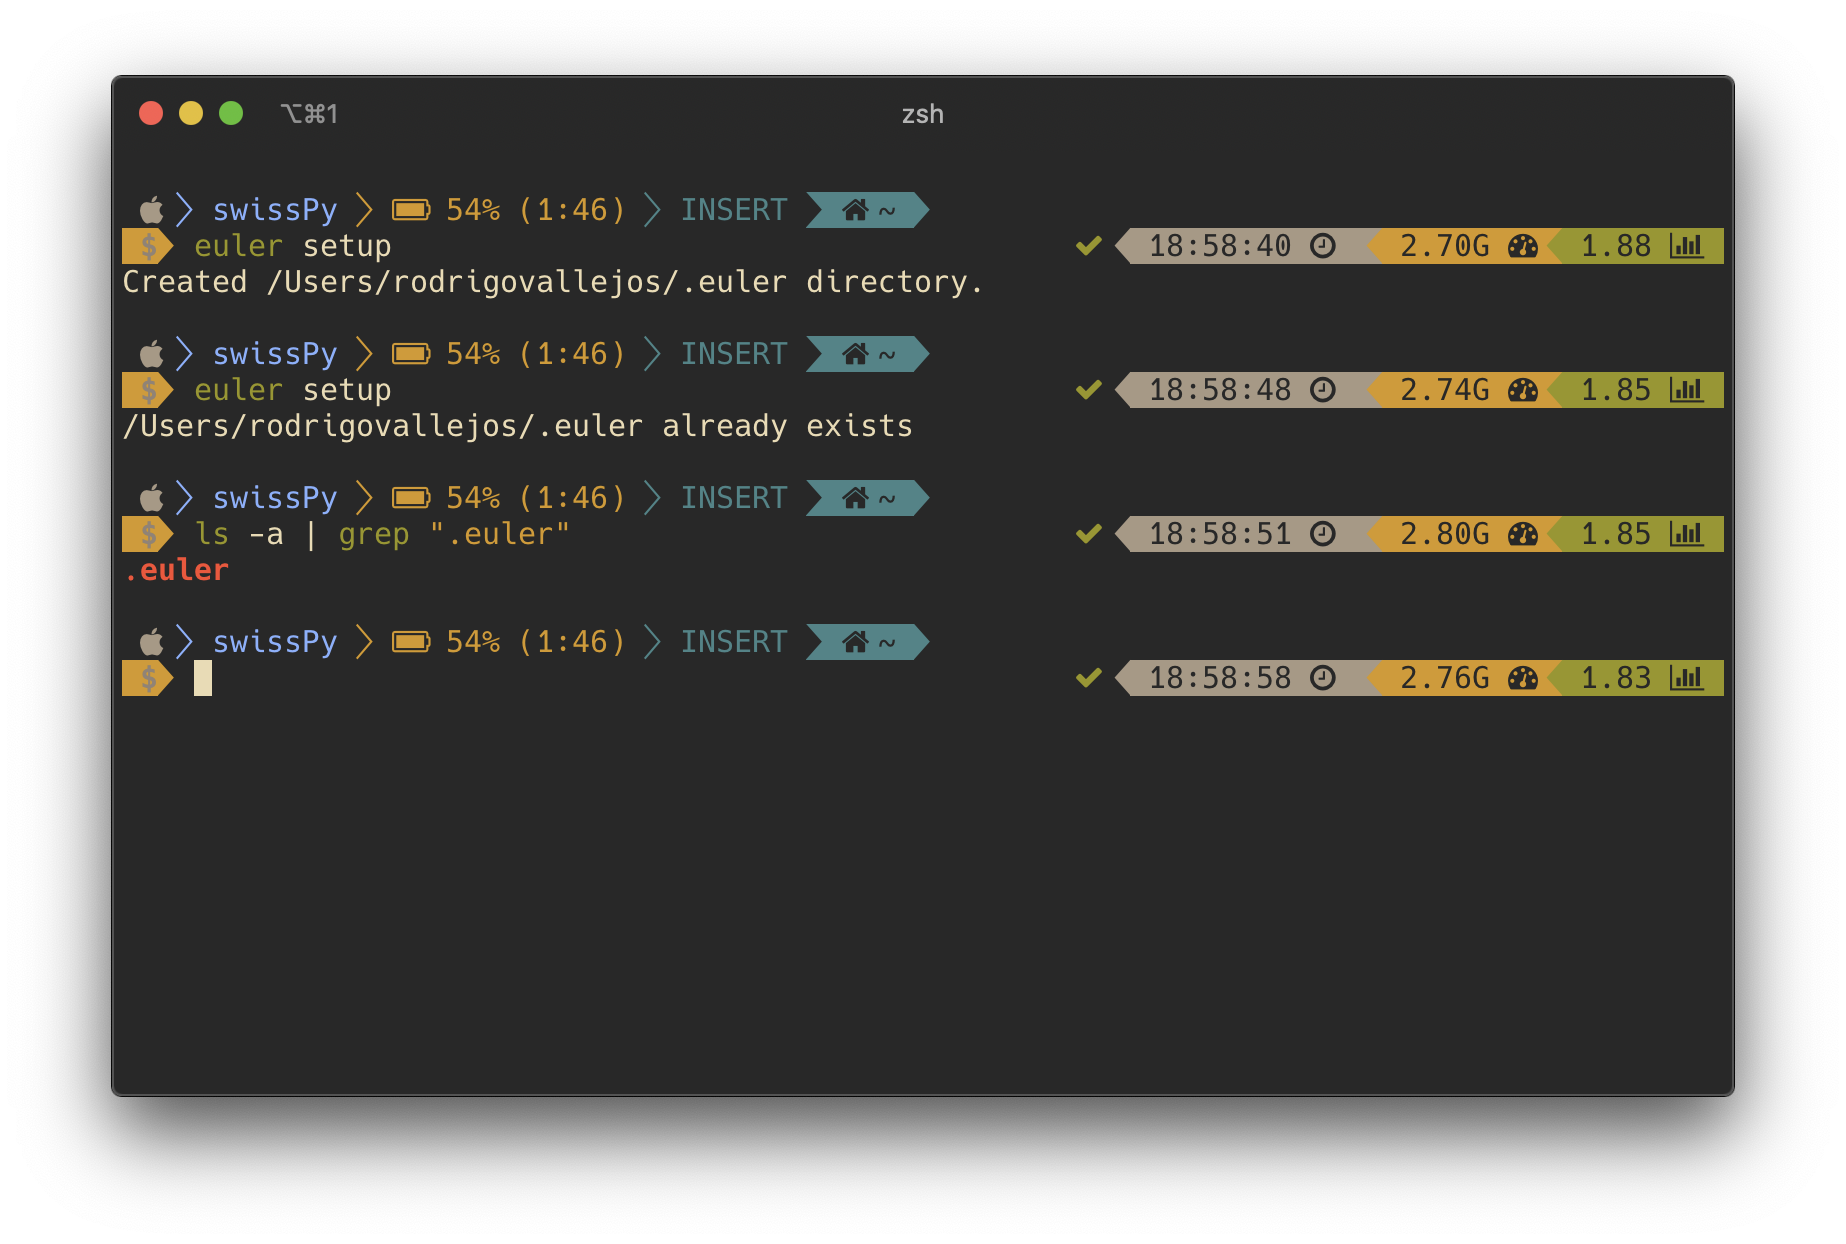 ⌥⌘1 zsh
swissPy 54% (1:46) INSERT ~
$ euler setup 18:58:40 2.70G 1.88
Created /Users/rodrigovallejos/.euler directory.
swissPy 54% (1:46) INSERT ~
$ euler setup 18:58:48 2.74G 1.85
/Users/rodrigovallejos/.euler already exists
swissPy 54% (1:46) INSERT ~
$ ls -a | grep ".euler" 18:58:51 2.80G 1.85
.euler
swissPy 54% (1:46) INSERT ~
$ 18:58:58 2.76G 1.83